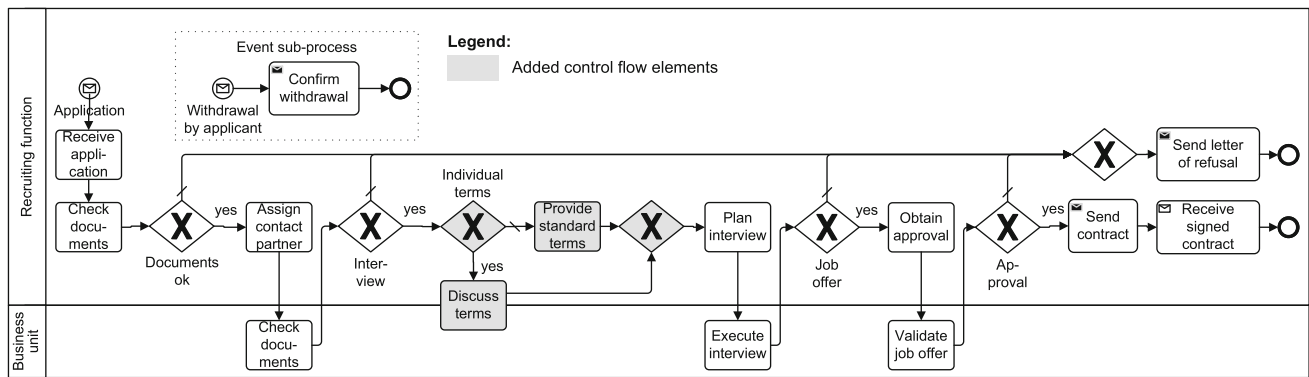 Event sub-process
Confirm
withdrawal
Withdrawal
by applicant
Legend:
Added control flow elements
Recruiting function
Application
Receive
appli-
cation
Check
docu-
ments
Documents
ok
yes
Assign
contact
partner
Inter-
view
yes
Individual
terms
yes
Provide
standard
terms
Discuss
terms
Plan
interview
Job
offer
yes
Obtain
approval
Ap-
proval
yes
Send
contract
Receive
signed
contract
Send letter
of refusal
Business
unit
Check
docu-
ments
Execute
interview
Validate
job offer